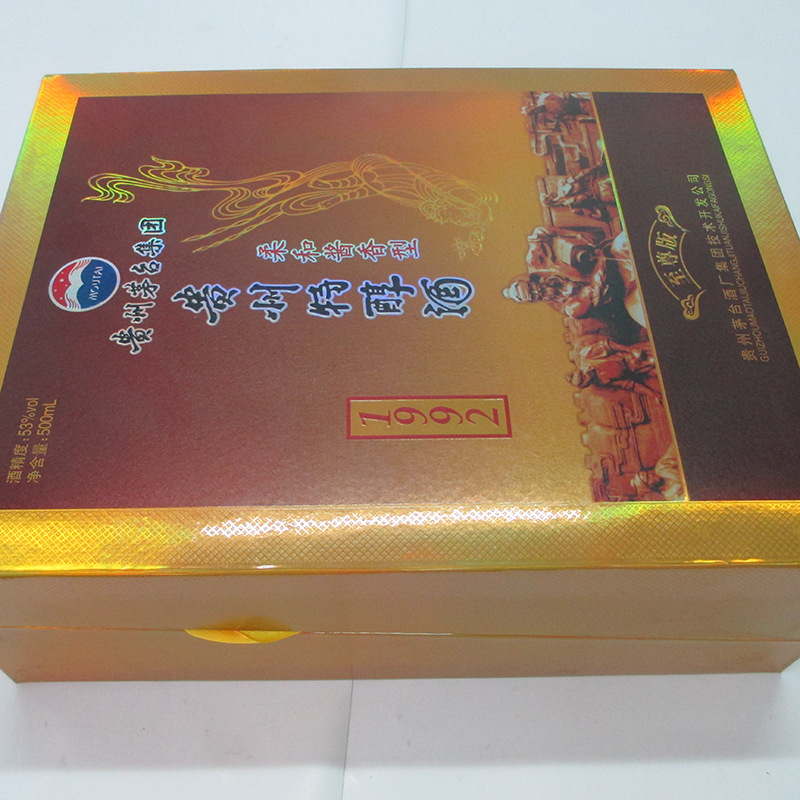 MOUTAI
贵州茅台集团
柔和酱香型
贵州特醇酒
1992
酒精度:53%vol
净含量:500mL
至尊版
贵州茅台酒厂集团技术开发公司
GUIZHOUMAOTAIJIUCHANGJITUANJISHUKAIFAGONGSI